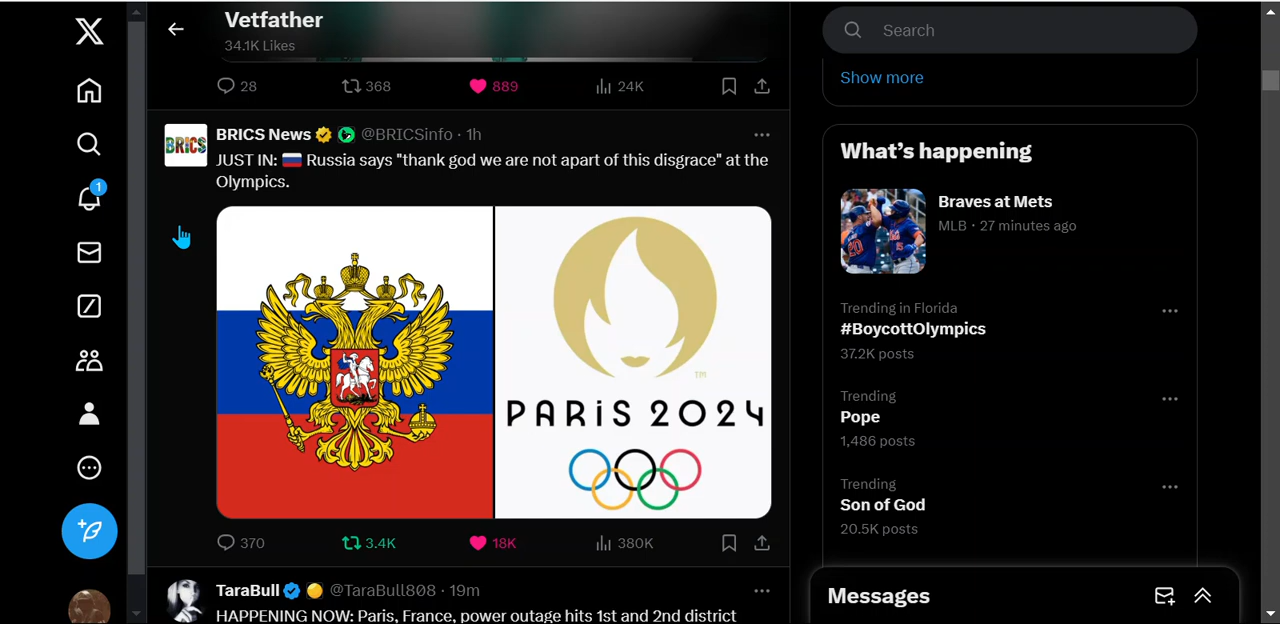 Vetfather
34.1K Likes
28
368
889
24K
BRICS News @BRICSinfo · 1h
JUST IN: Russia says "thank god we are not apart of this disgrace" at the
Olympics.
BRICS
PARIS 2024
TM
370
3.4K
18K
380K
TaraBull @TaraBull808 · 19m
HAPPENING NOW: Paris, France, power outage hits 1st and 2nd district
1
Search
Show more
What's happening
Braves at Mets
MLB · 27 minutes ago
Trending in Florida
#BoycottOlympics
37.2K posts
Trending
Pope
1,486 posts
Trending
Son of God
20.5K posts
Messages